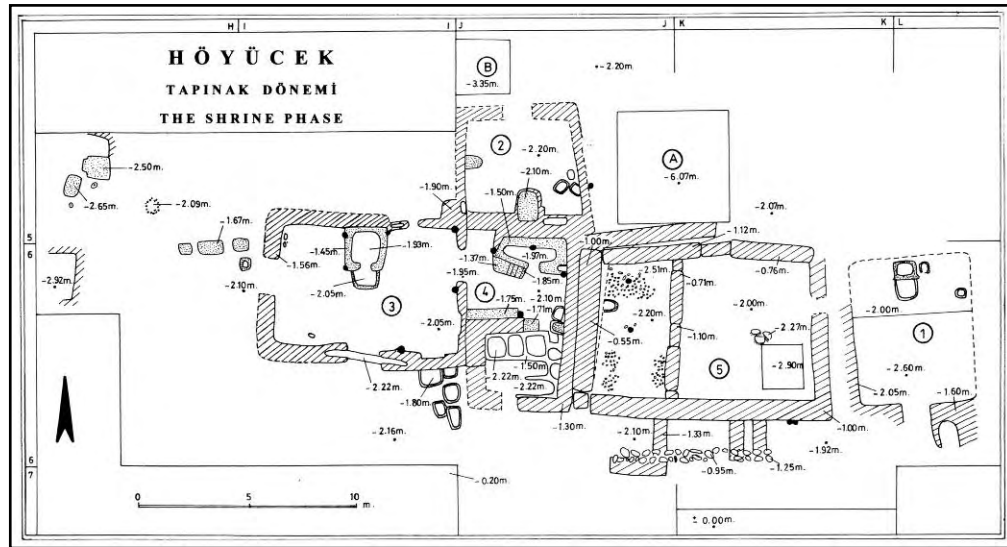 H İ
İ J
J K
K L
HÖYÜCEK
TAPINAK DÖNEMİ
THE SHRINE PHASE
B
-3.35m.
-2.20m.
A
-6.07m.
2
-2.20m.
-2.10m.
-2.50m.
-2.65m.
-2.09m.
-1.90m.
-1.50m.
-2.07m.
-1.12m.
-1.67m.
5
6
-1.00m.
-1.45m.
-1.93m.
-1.37m.
-1.97m.
-2.51m.
-0.71m.
-0.76m.
-1.56m.
-1.95m.
-1.85m.
-2.92m.
-2.10m.
-2.05m.
3
4
-1.75m.
-2.10m.
-1.71m.
-2.00m.
-2.00m.
-2.20m.
-2.05m.
-1.10m.
-2.27m.
1
-0.55m.
-2.22m.
-1.50m.
-2.90m.
5
-2.60m.
-2.22m.
-2.22m.
-2.05m.
-1.80m.
-1.60m.
-1.30m.
-1.00m.
-2.16m.
-2.10m.
-1.33m.
-1.92m.
6
7
-0.95m.
-1.25m.
-0.20m.
0 5 10
m.
± 0.00m.